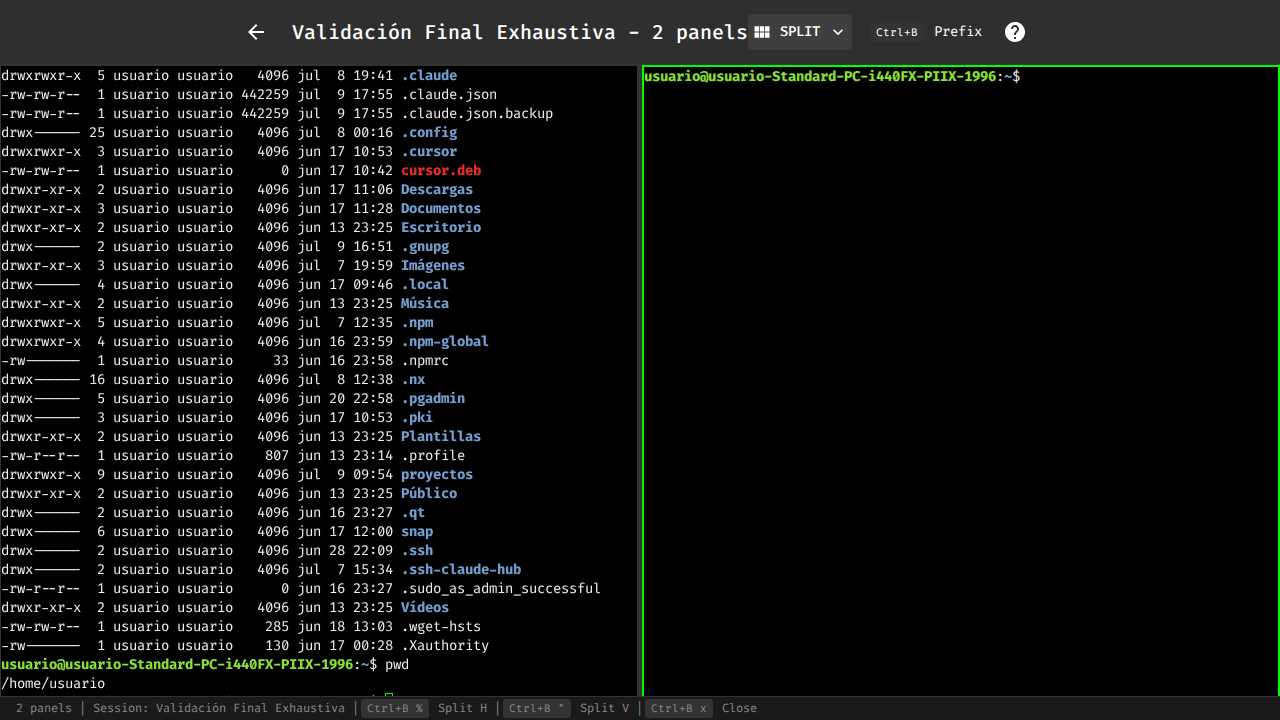 Validación Final Exhaustiva - 2 panels SPLIT Ctrl+B Prefix ?
drwxrwxr-x  5 usuario usuario   4096 jul  8 19:41 .claude
-rw-rw-r--  1 usuario usuario 442259 jul  9 17:55 .claude.json
-rw-rw-r--  1 usuario usuario 442259 jul  9 17:55 .claude.json.backup
drwx------ 25 usuario usuario   4096 jul  8 00:16 .config
drwxrwxr-x  3 usuario usuario   4096 jun 17 10:53 .cursor
-rw-rw-r--  1 usuario usuario      0 jun 17 10:42 cursor.deb
drwxr-xr-x  2 usuario usuario   4096 jun 17 11:06 Descargas
drwxr-xr-x  3 usuario usuario   4096 jun 17 11:28 Documentos
drwxr-xr-x  2 usuario usuario   4096 jun 13 23:25 Escritorio
drwx------  2 usuario usuario   4096 jul  9 16:51 .gnupg
drwxr-xr-x  3 usuario usuario   4096 jul  7 19:59 Imágenes
drwx------  4 usuario usuario   4096 jun 17 09:46 .local
drwxr-xr-x  2 usuario usuario   4096 jun 13 23:25 Música
drwxrwxr-x  5 usuario usuario   4096 jul  7 12:35 .npm
drwxrwxr-x  4 usuario usuario   4096 jun 16 23:59 .npm-global
-rw-------  1 usuario usuario     33 jun 16 23:58 .npmrc
drwx------ 16 usuario usuario   4096 jul  8 12:38 .nx
drwx------  5 usuario usuario   4096 jun 20 22:58 .pgadmin
drwx------  3 usuario usuario   4096 jun 17 10:53 .pki
drwxr-xr-x  2 usuario usuario   4096 jun 13 23:25 Plantillas
-rw-r--r--  1 usuario usuario    807 jun 13 23:14 .profile
drwxrwxr-x  9 usuario usuario   4096 jul  9 09:54 proyectos
drwxr-xr-x  2 usuario usuario   4096 jun 13 23:25 Público
drwx------  2 usuario usuario   4096 jun 16 23:27 .qt
drwx------  6 usuario usuario   4096 jun 17 12:00 snap
drwx------  2 usuario usuario   4096 jun 28 22:09 .ssh
drwx------  2 usuario usuario   4096 jul  7 15:34 .ssh-claude-hub
-rw-r--r--  1 usuario usuario      0 jun 16 23:27 .sudo_as_admin_successful
drwxr-xr-x  2 usuario usuario   4096 jun 13 23:25 Vídeos
-rw-rw-r--  1 usuario usuario    285 jun 18 13:03 .wget-hsts
-rw-------  1 usuario usuario    130 jun 17 00:28 .Xauthority
usuario@usuario-Standard-PC-i440FX-PIIX-1996:~$ pwd
/home/usuario
usuario@usuario-Standard-PC-i440FX-PIIX-1996:~$
2 panels | Session: Validación Final Exhaustiva | Ctrl+B % Split H | Ctrl+B " Split V | Ctrl+B x Close